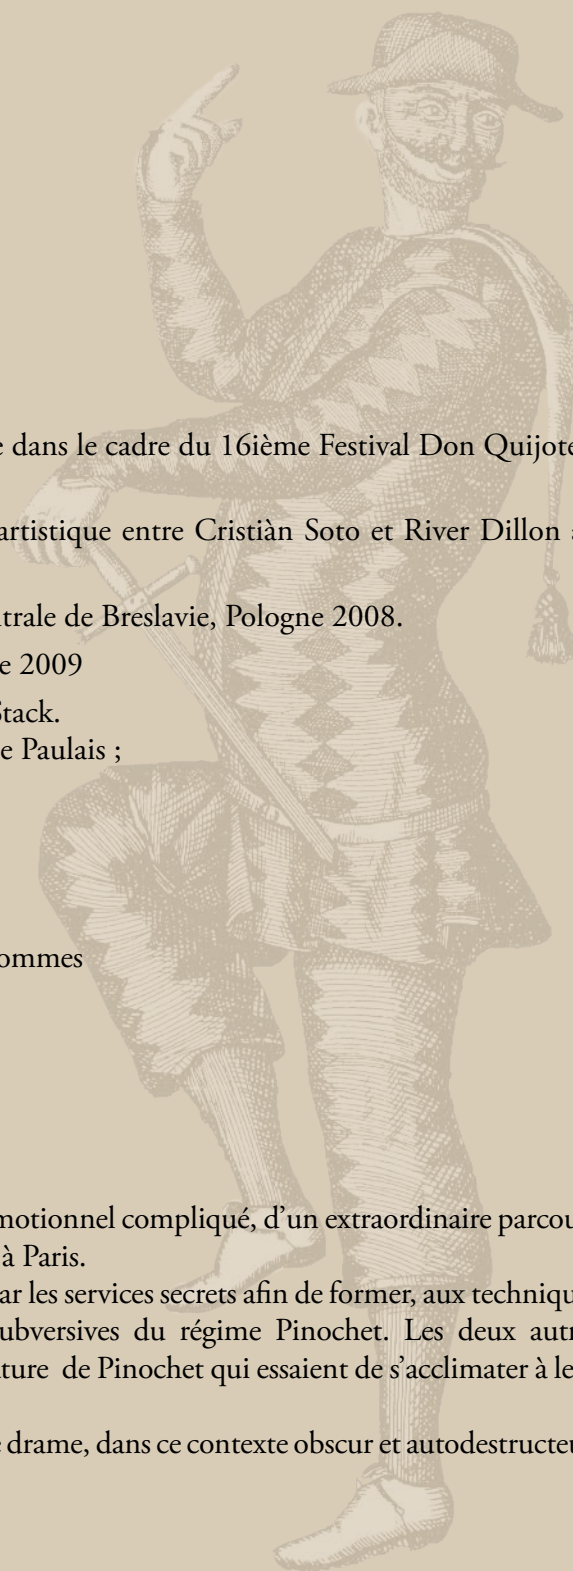 e dans le cadre du 16ième Festival Don Quijote
artistique entre Cristiàn Soto et River Dillon
trale de Breslavie, Pologne 2008.
e 2009
Stack.
e Paulais ;
ommes
motionnel compliqué, d’un extraordinaire parcou
à Paris.
ar les services secrets afin de former, aux techniqu
ubversives du régime Pinochet. Les deux autr
ture de Pinochet qui essaient de s’acclimater à le
e drame, dans ce contexte obscur et autodestructeu